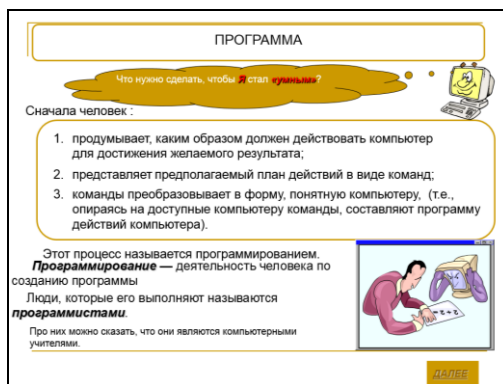 ПРОГРАММА
Что нужно сделать, чтобы Я стал «умным»?
Сначала человек :
1. продумывает, каким образом должен действовать компьютер
для достижения желаемого результата;
2. представляет предполагаемый план действий в виде команд;
3. команды преобразовывает в форму, понятную компьютеру, (т.е.,
опираясь на доступные компьютеру команды, составляют программу
действий компьютера).
Этот процесс называется программированием.
Программирование — деятельность человека по
созданию программы
Люди, которые его выполняют называются
программистами.
Про них можно сказать, что они являются компьютерными
учителями.
2+2=
ДАЛЕЕ